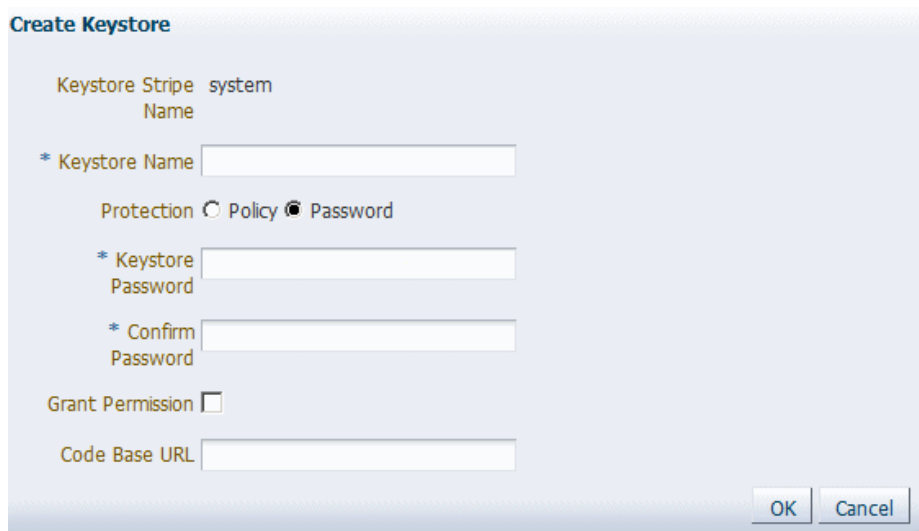 Create Keystore
Keystore Stripe system
Name
* Keystore Name
Protection Policy Password
* Keystore
Password
* Confirm
Password
Grant Permission
Code Base URL
OK Cancel